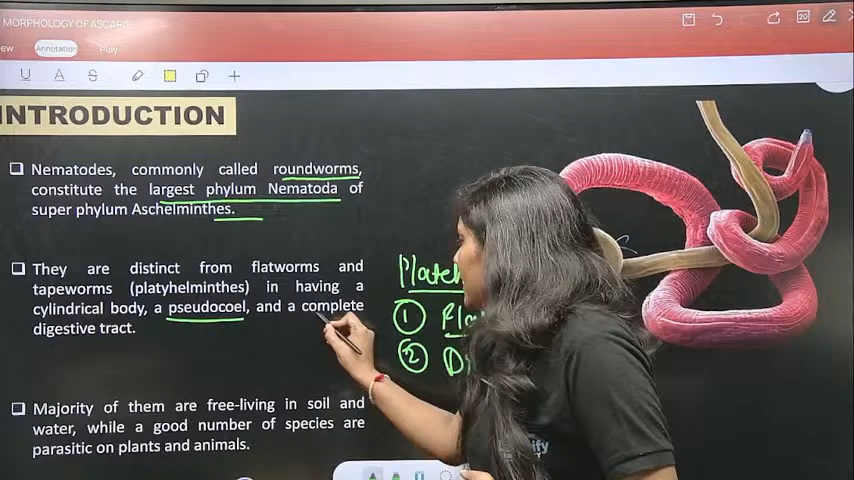 MORPHOLOGY OF ASCARIS
Annotation
Play
20
INTRODUCTION
Nematodes, commonly called roundworms,
constitute the largest phylum Nematoda of
super phylum Aschelminthes.
They are distinct from flatworms and
tapeworms (platyhelminthes) in having a
cylindrical body, a pseudocoel, and a complete
digestive tract.
①
②
Majority of them are free-living in soil and
water, while a good number of species are
parasitic on plants and animals.